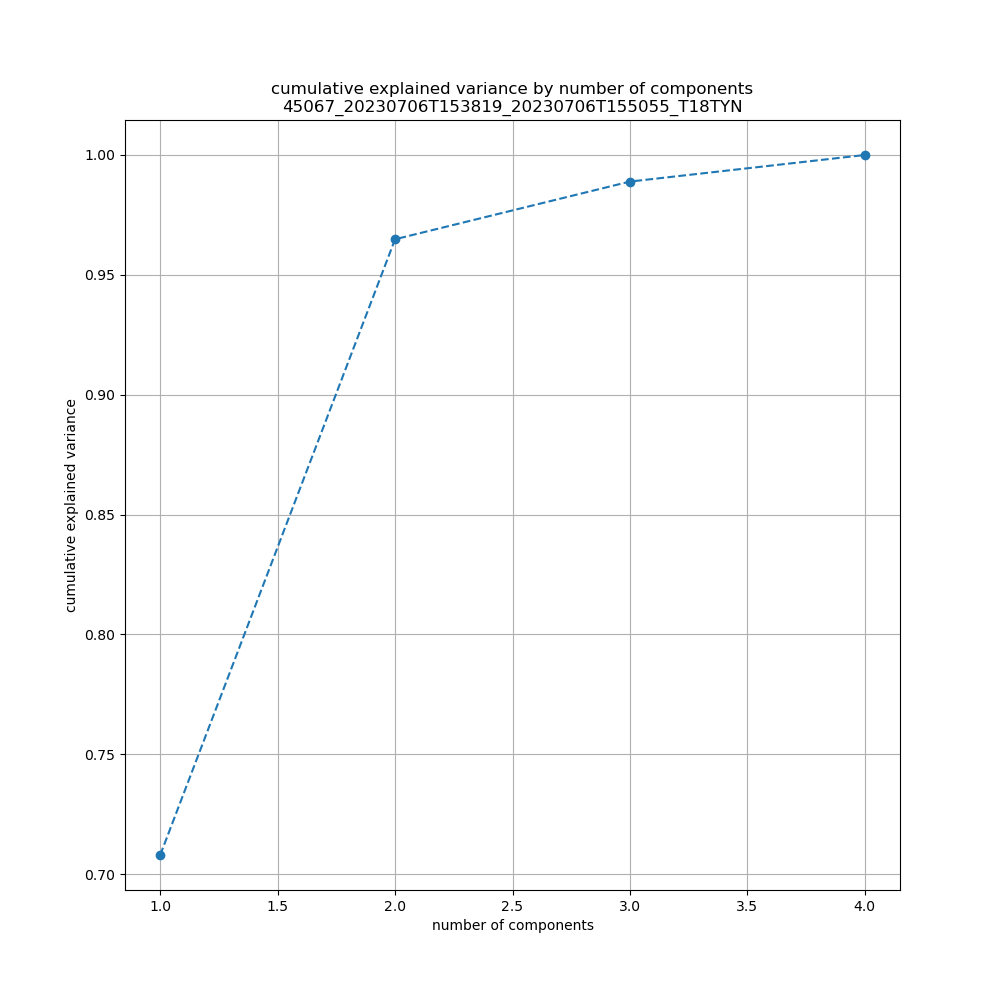 cumulative explained variance by number of components
45067_20230706T153819_20230706T155055_T18TYN
1.00
0.95
0.90
0.85
0.80
0.75
0.70
cumulative explained variance
1.0 1.5 2.0 2.5 3.0 3.5 4.0
number of components